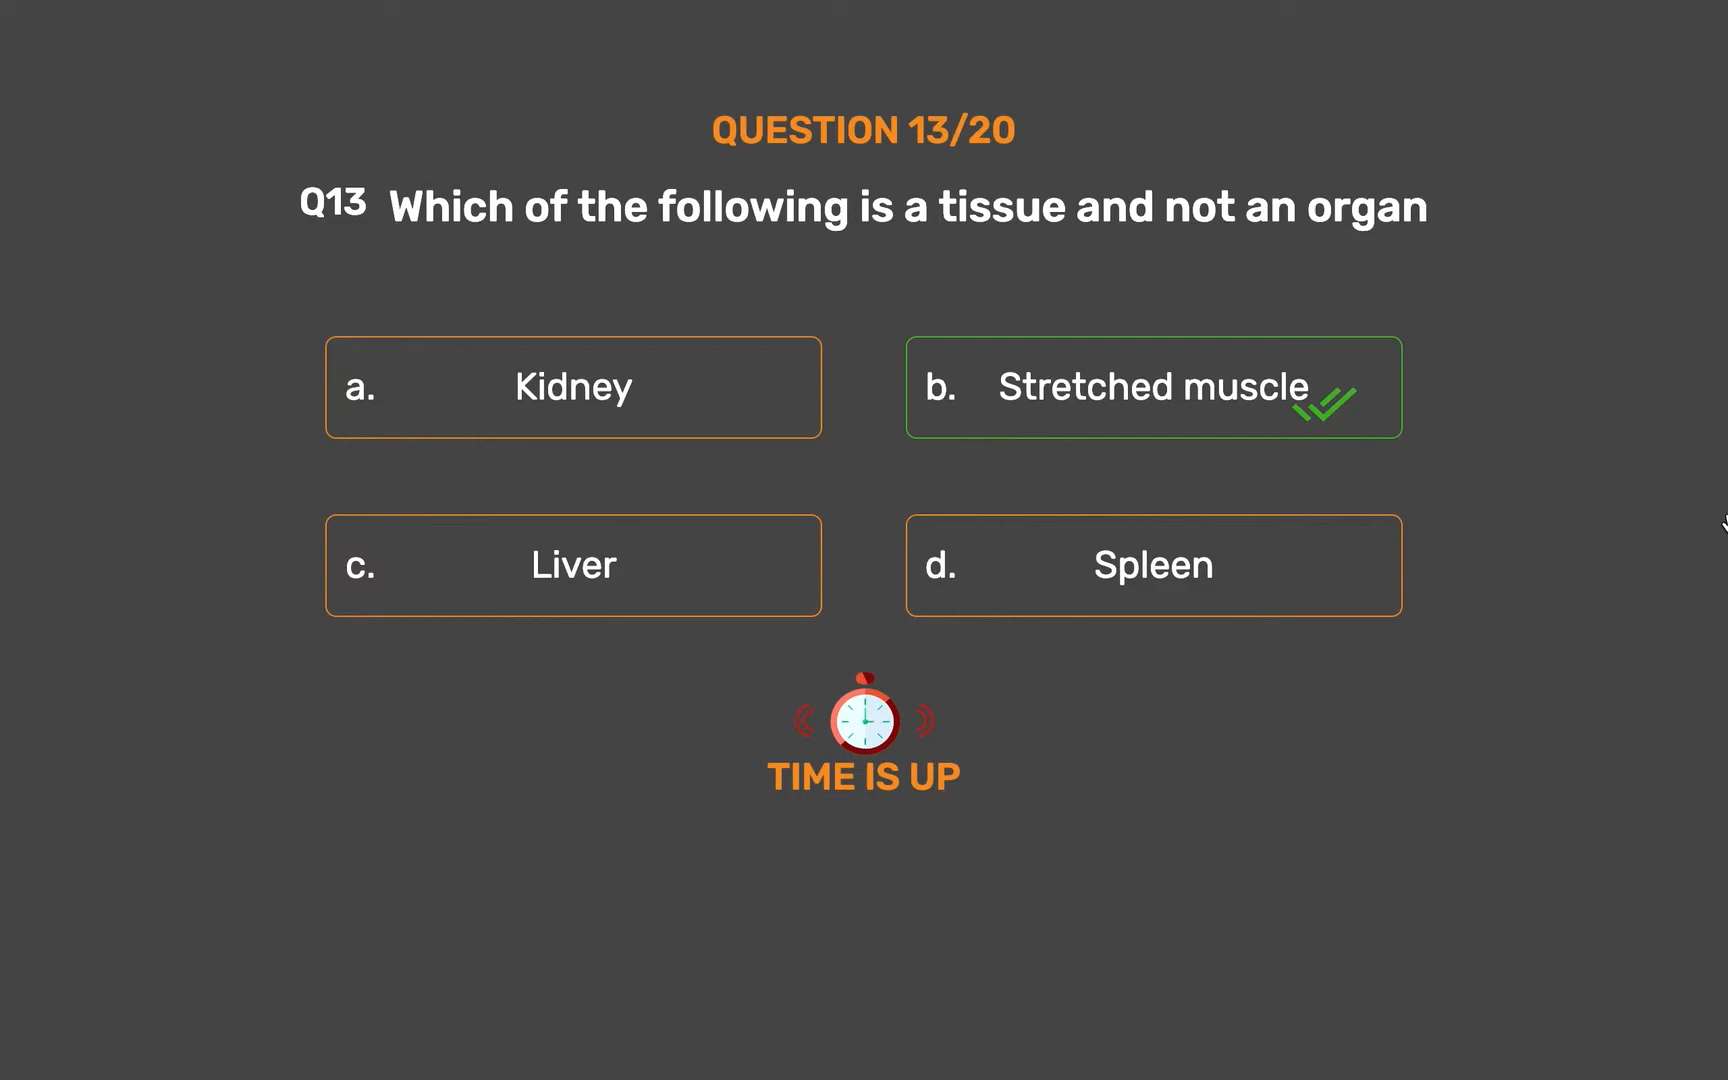 QUESTION 13/20
Q13 Which of the following is a tissue and not an organ
a. Kidney
b. Stretched muscle
c. Liver
d. Spleen
TIME IS UP